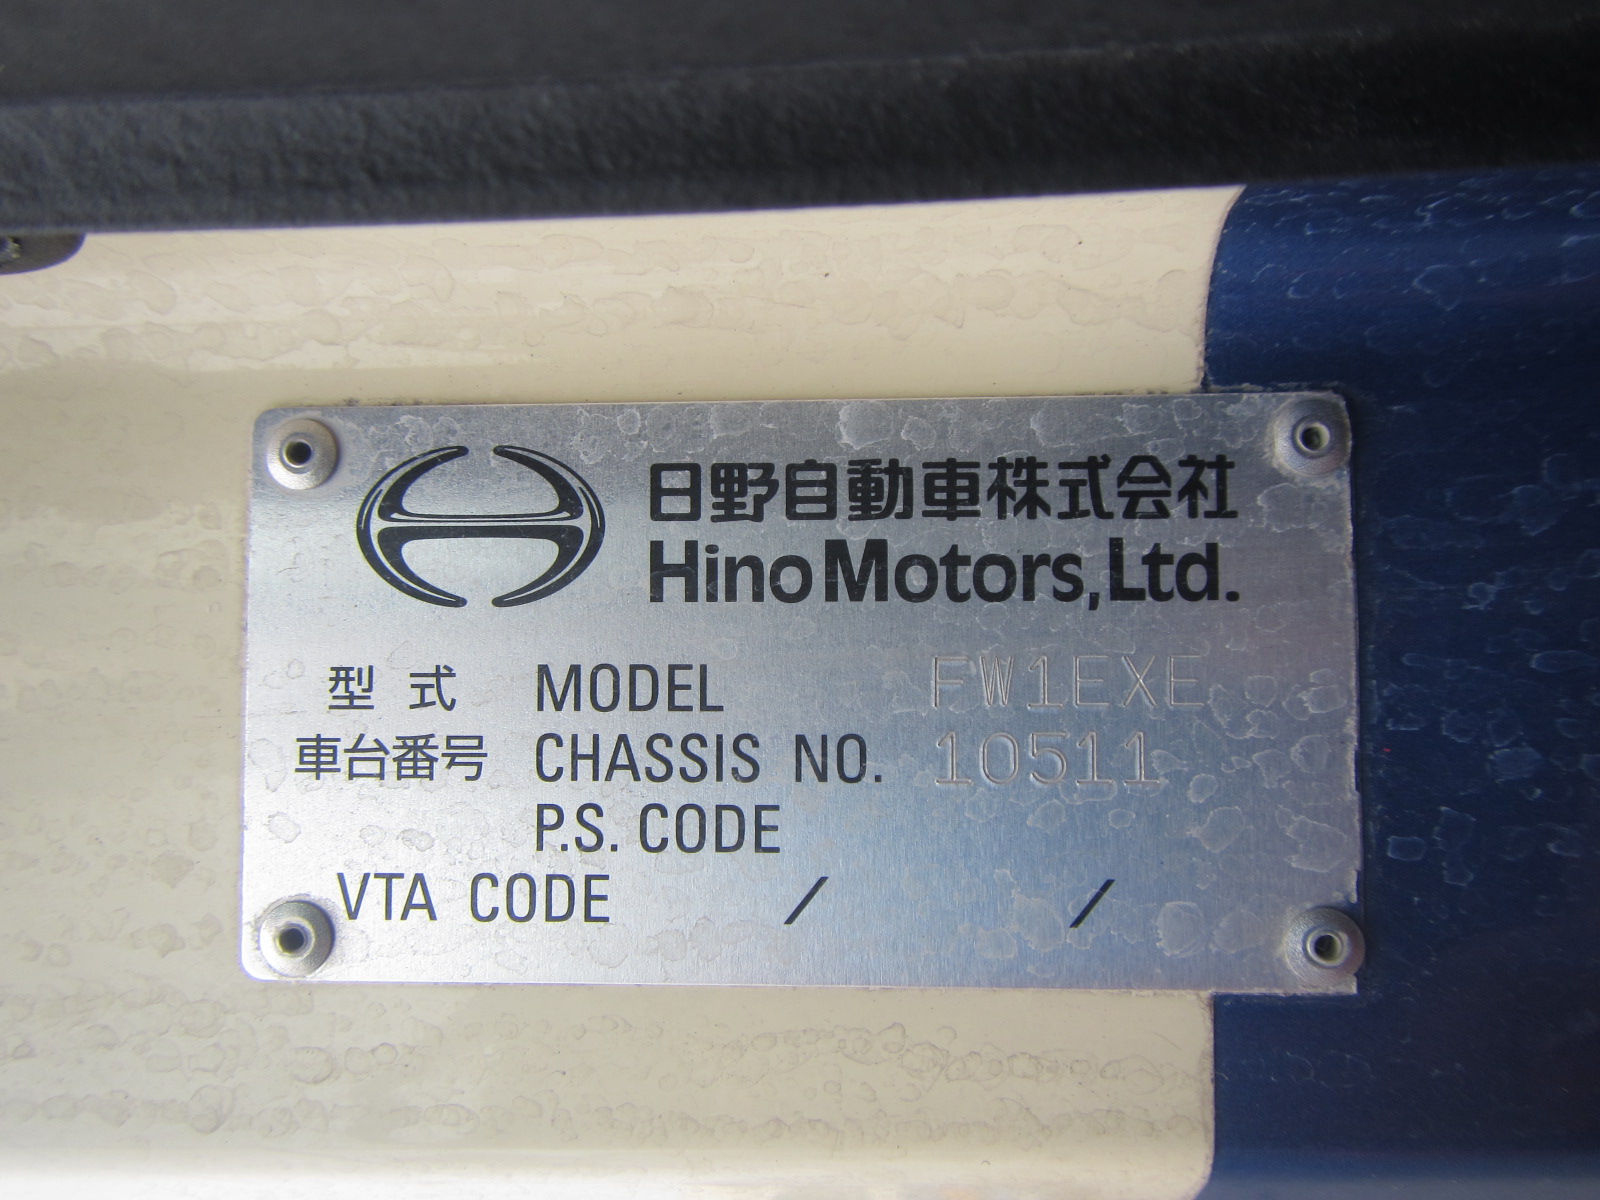 日野自動車株式会社
Hino Motors, Ltd.
型式 MODEL FW1EXE
車台番号 CHASSIS NO. 10511
P.S. CODE
VTA CODE / /